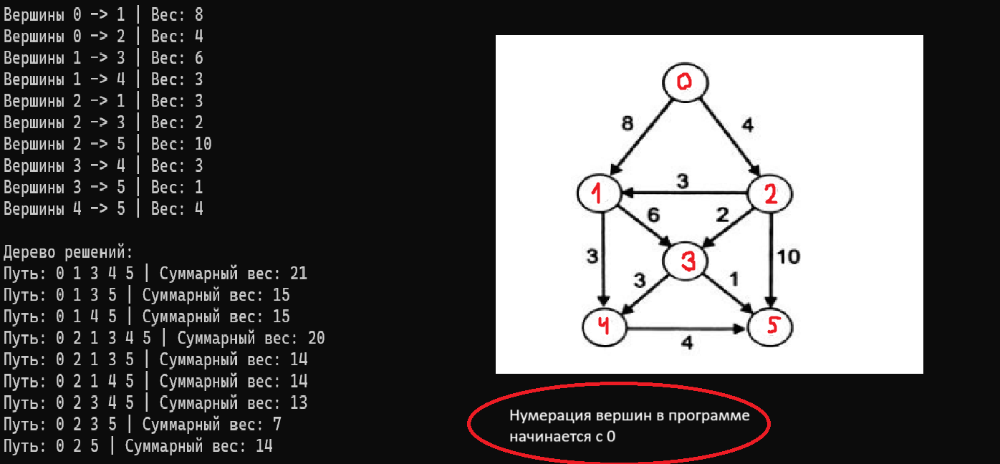 Вершины 0 -> 1 | Вес: 8
Вершины 0 -> 2 | Вес: 4
Вершины 1 -> 3 | Вес: 6
Вершины 1 -> 4 | Вес: 3
Вершины 2 -> 1 | Вес: 3
Вершины 2 -> 3 | Вес: 2
Вершины 2 -> 5 | Вес: 10
Вершины 3 -> 4 | Вес: 3
Вершины 3 -> 5 | Вес: 1
Вершины 4 -> 5 | Вес: 4
Дерево решений:
Путь: 0 1 3 4 5 | Суммарный вес: 21
Путь: 0 1 3 5 | Суммарный вес: 15
Путь: 0 1 4 5 | Суммарный вес: 15
Путь: 0 2 1 3 4 5 | Суммарный вес: 20
Путь: 0 2 1 3 5 | Суммарный вес: 14
Путь: 0 2 1 4 5 | Суммарный вес: 14
Путь: 0 2 3 4 5 | Суммарный вес: 13
Путь: 0 2 3 5 | Суммарный вес: 7
Путь: 0 2 5 | Суммарный вес: 14
0
8 4
3
1 2
6 2
3 3 10
3 1
4 5
4
Нумерация вершин в программе
начинается с 0